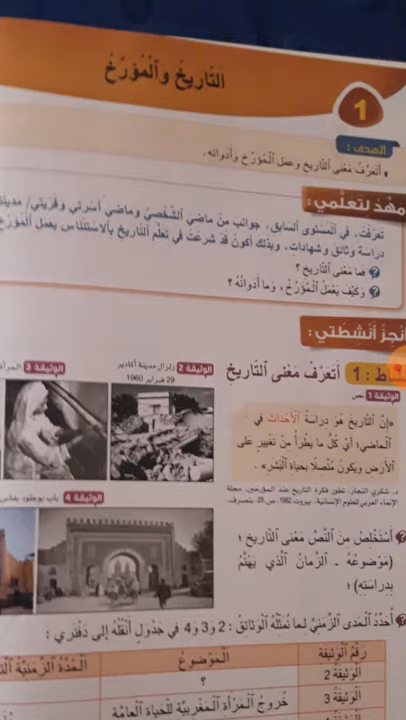 التاريخ والمؤرخ
1
الهدف :
• أتعرف معنى التاريخ وعمل المؤرخ وأدواته.
مهد لتعلمي :
تعرفت، في المستوى السابق، جوانب من ماضي الشخصي وماضي أسرتي وقريتي/ مدينة
دراسة وثائق وشهادات، وبذلك أكون قد شرعت في تعلم التاريخ بالاستئناس بعمل المؤرخ
? فما معنى التاريخ ؟
? وكيف يعمل المؤرخ، وما أدواته ؟
أنجز أنشطتي :
ط 1 : أتعرف معنى التاريخ
الوثيقة 1 نص
«إن التاريخ هو دراسة الأحداث في
الماضي؛ أي كل ما يطرأ من تغيير على
الأرض ويكون متصلا بحياة البشر».
د. شكري النجار، تطور فكرة التاريخ عند المؤرخين، مجلة
الإنماء العربي للعلوم الإنسانية، بيروت، 1982، ص.25، بتصرف.
الوثيقة 2 زلزال مدينة أكادير
29 فبراير 1960
الوثيقة 3 المرأة
الوثيقة 4 باب بوجلود بفاس
? أستخلص من النص معنى التاريخ ؛
(موضوعه - الزمان الذي يهتم
بدراسته) ؛
? أحدد المدى الزمني لما تمثله الوثائق : 2 و3 و4 في جدول أنقله إلى دفتري :
رقم الوثيقة الموضوع المدة الزمنية
الوثيقة 2 ؟
الوثيقة 3 خروج المرأة المغربية للحياة العامة